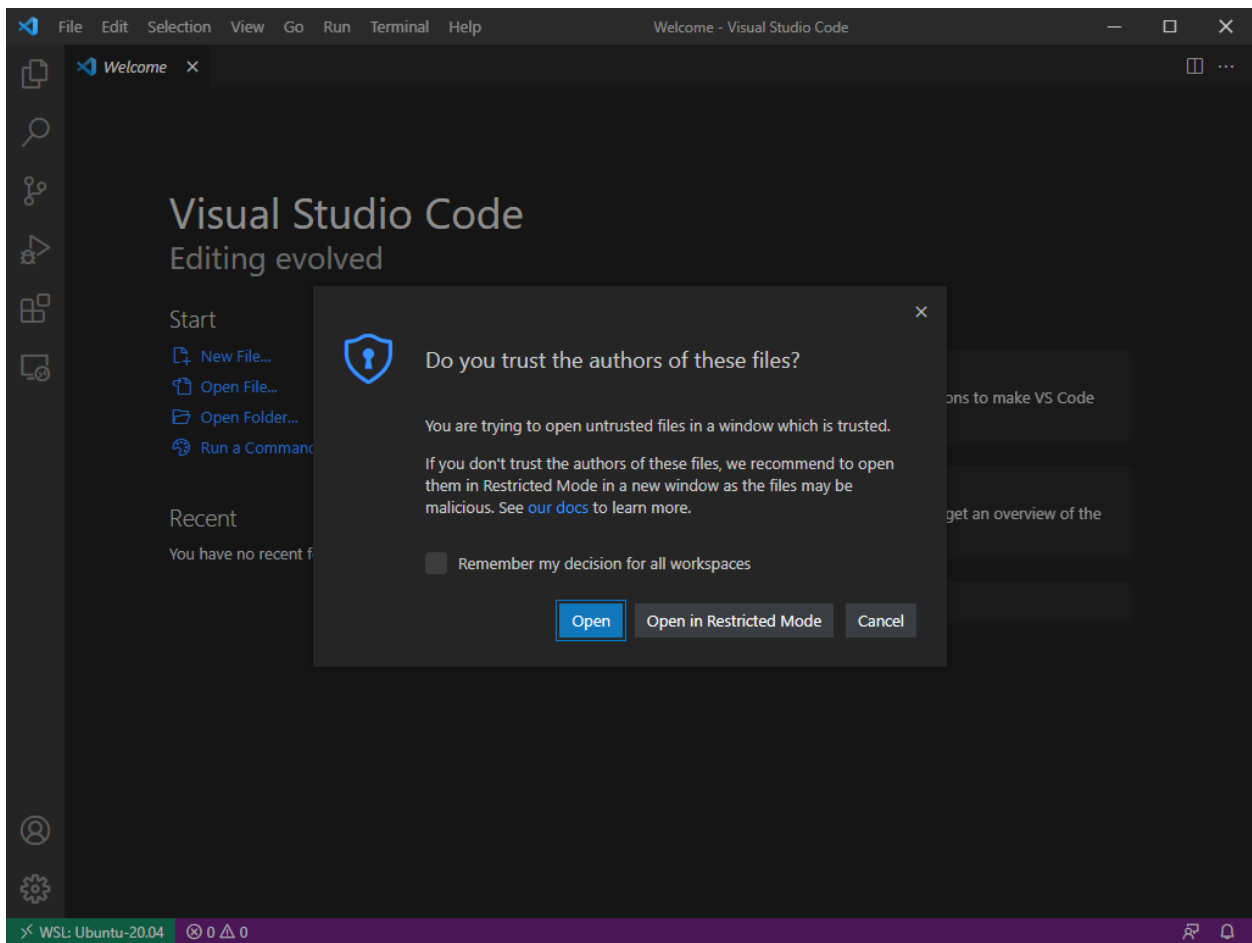 File Edit Selection View Go Run Terminal Help Welcome - Visual Studio Code
Welcome
Visual Studio Code
Editing evolved
Start
New File...
Open File...
Open Folder...
Run a Command
Recent
You have no recent f
ons to make VS Code
get an overview of the
Do you trust the authors of these files?
You are trying to open untrusted files in a window which is trusted.
If you don't trust the authors of these files, we recommend to open
them in Restricted Mode in a new window as the files may be
malicious. See our docs to learn more.
Remember my decision for all workspaces
Open Open in Restricted Mode Cancel
WSL: Ubuntu-20.04 0 0